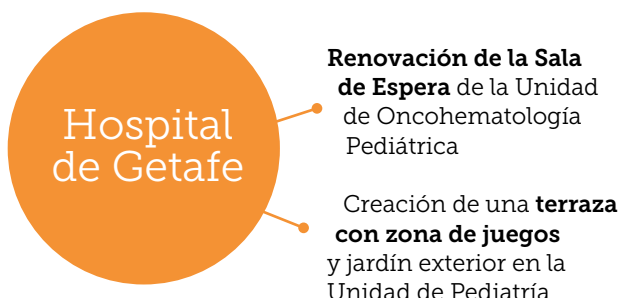 Hospital
de Getafe
Renovación de la Sala
de Espera de la Unidad
de Oncohematología
Pediátrica
Creación de una terraza
con zona de juegos
y jardín exterior en la
Unidad de Pediatría